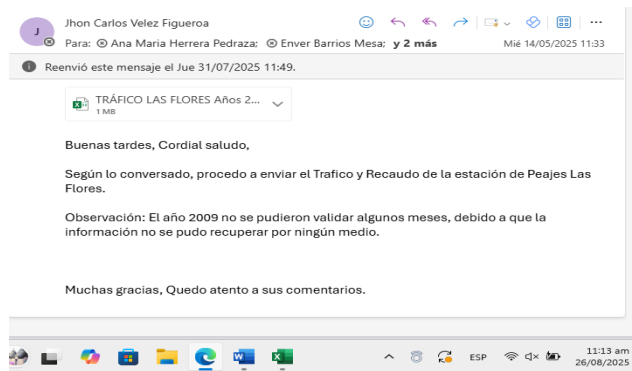 J
Jhon Carlos Velez Figueroa
Para: Ana Maria Herrera Pedraza; Enver Barrios Mesa; y 2 más
Mié 14/05/2025 11:33
Reenvió este mensaje el Jue 31/07/2025 11:49.
TRÁFICO LAS FLORES Años 2...
1 MB
Buenas tardes, Cordial saludo,
Según lo conversado, procedo a enviar el Trafico y Recaudo de la estación de Peajes Las
Flores.
Observación: El año 2009 no se pudieron validar algunos meses, debido a que la
información no se pudo recuperar por ningún medio.
Muchas gracias, Quedo atento a sus comentarios.
ESP
11:13 am
26/08/2025